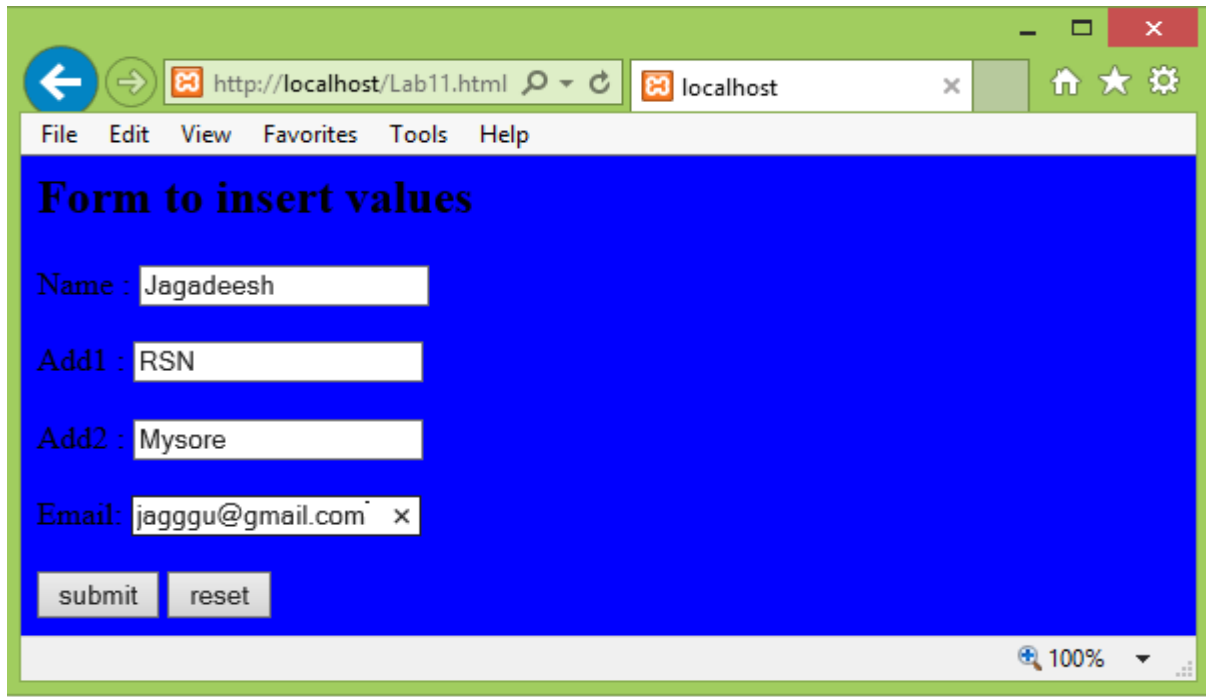 http://localhost/Lab11.html localhost
File Edit View Favorites Tools Help
Form to insert values
Name : Jagadeesh
Add1 : RSN
Add2 : Mysore
Email: jagggu@gmail.com
submit reset
100%